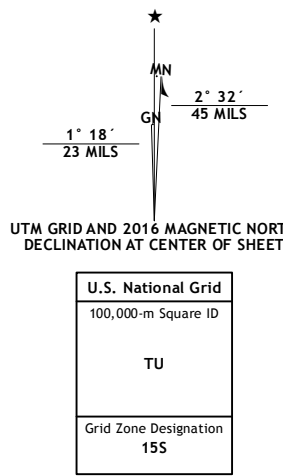 MN
GN
2° 32´
45 MILS
1° 18´
23 MILS
UTM GRID AND 2016 MAGNETIC NORT
DECLINATION AT CENTER OF SHEET
U.S. National Grid
100,000-m Square ID
TU
Grid Zone Designation
15S